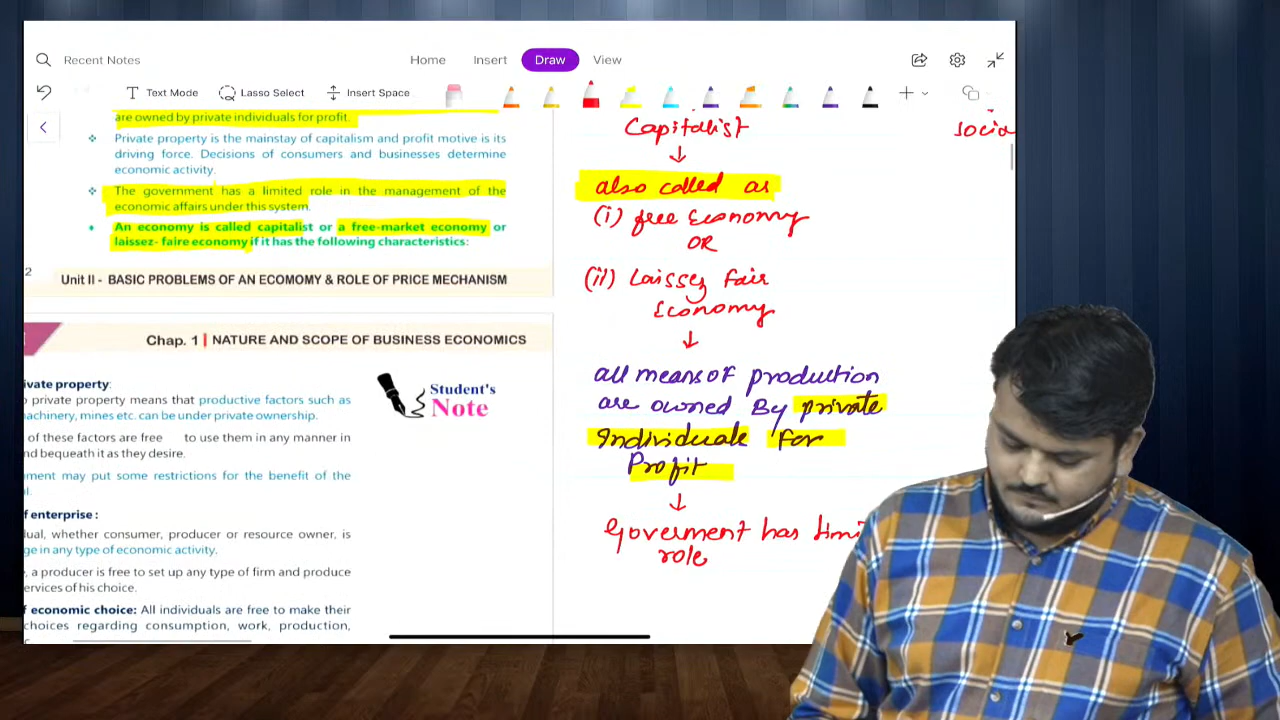 Recent Notes
Home
Insert
Draw
View
Text Mode
Lasso Select
Insert Space
are owned by private individuals for profit.
Private property is the mainstay of capitalism and profit motive is its
driving force. Decisions of consumers and businesses determine
economic activity.
The government has a limited role in the management of the
economic affairs under this system.
An economy is called capitalist or a free-market economy or
laissez- faire economy if it has the following characteristics:
2
Unit II - BASIC PROBLEMS OF AN ECOMOMY & ROLE OF PRICE MECHANISM
Chap. 1 | NATURE AND SCOPE OF BUSINESS ECONOMICS
ivate property:
private property means that productive factors such as
achinery, mines etc. can be under private ownership.
of these factors are free to use them in any manner in
nd bequeath it as they desire.
ment may put some restrictions for the benefit of the
l.
f enterprise :
ual, whether consumer, producer or resource owner, is
ge in any type of economic activity.
, a producer is free to set up any type of firm and produce
ervices of his choice.
f economic choice: All individuals are free to make their
choices regarding consumption, work, production,
Student's
Note
Capitalist
↓
also called as
(i) free Economy
OR
(ii) Laissez fair
Economy
↓
all means of production
are owned By private
Individuale for
Profit
↓
Goverment has limi
role
socia